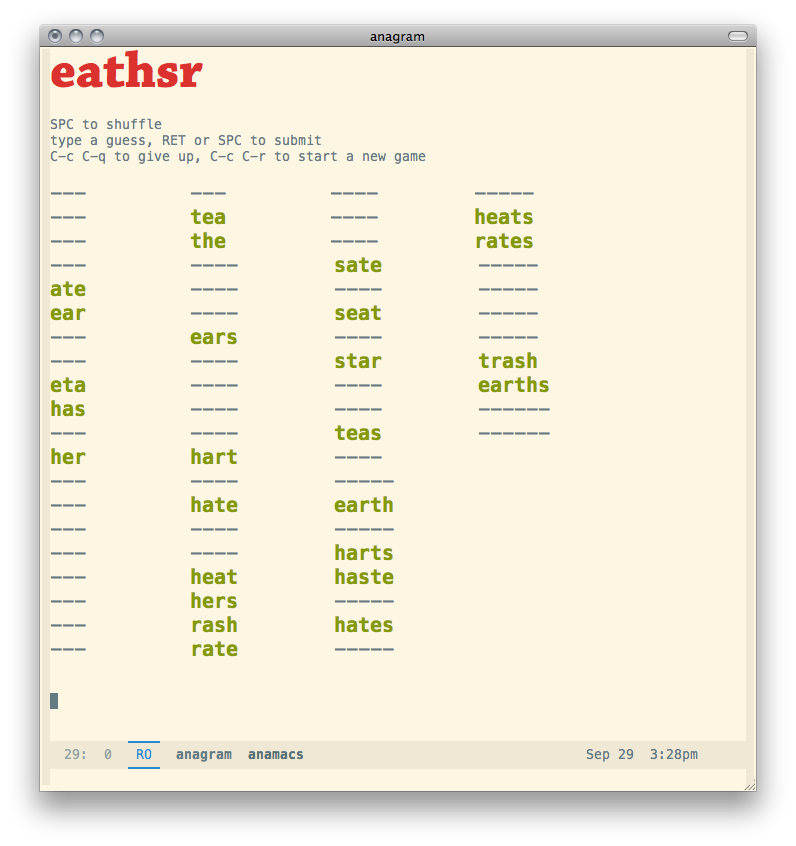 anagram
eathsr
SPC to shuffle
type a guess, RET or SPC to submit
C-c C-q to give up, C-c C-r to start a new game
--- --- ---- -----
--- tea ---- heats
--- the ---- rates
--- ---- sate -----
ate ---- ---- -----
ear ---- seat -----
--- ears ---- -----
--- ---- star trash
eta ---- ---- earths
has ---- ---- ------
--- ---- teas ------
her hart ----
--- ---- -----
--- hate earth
--- ---- -----
--- ---- harts
--- heat haste
--- hers -----
--- rash hates
--- rate -----
29: 0 RO anagram anamacs Sep 29 3:28pm